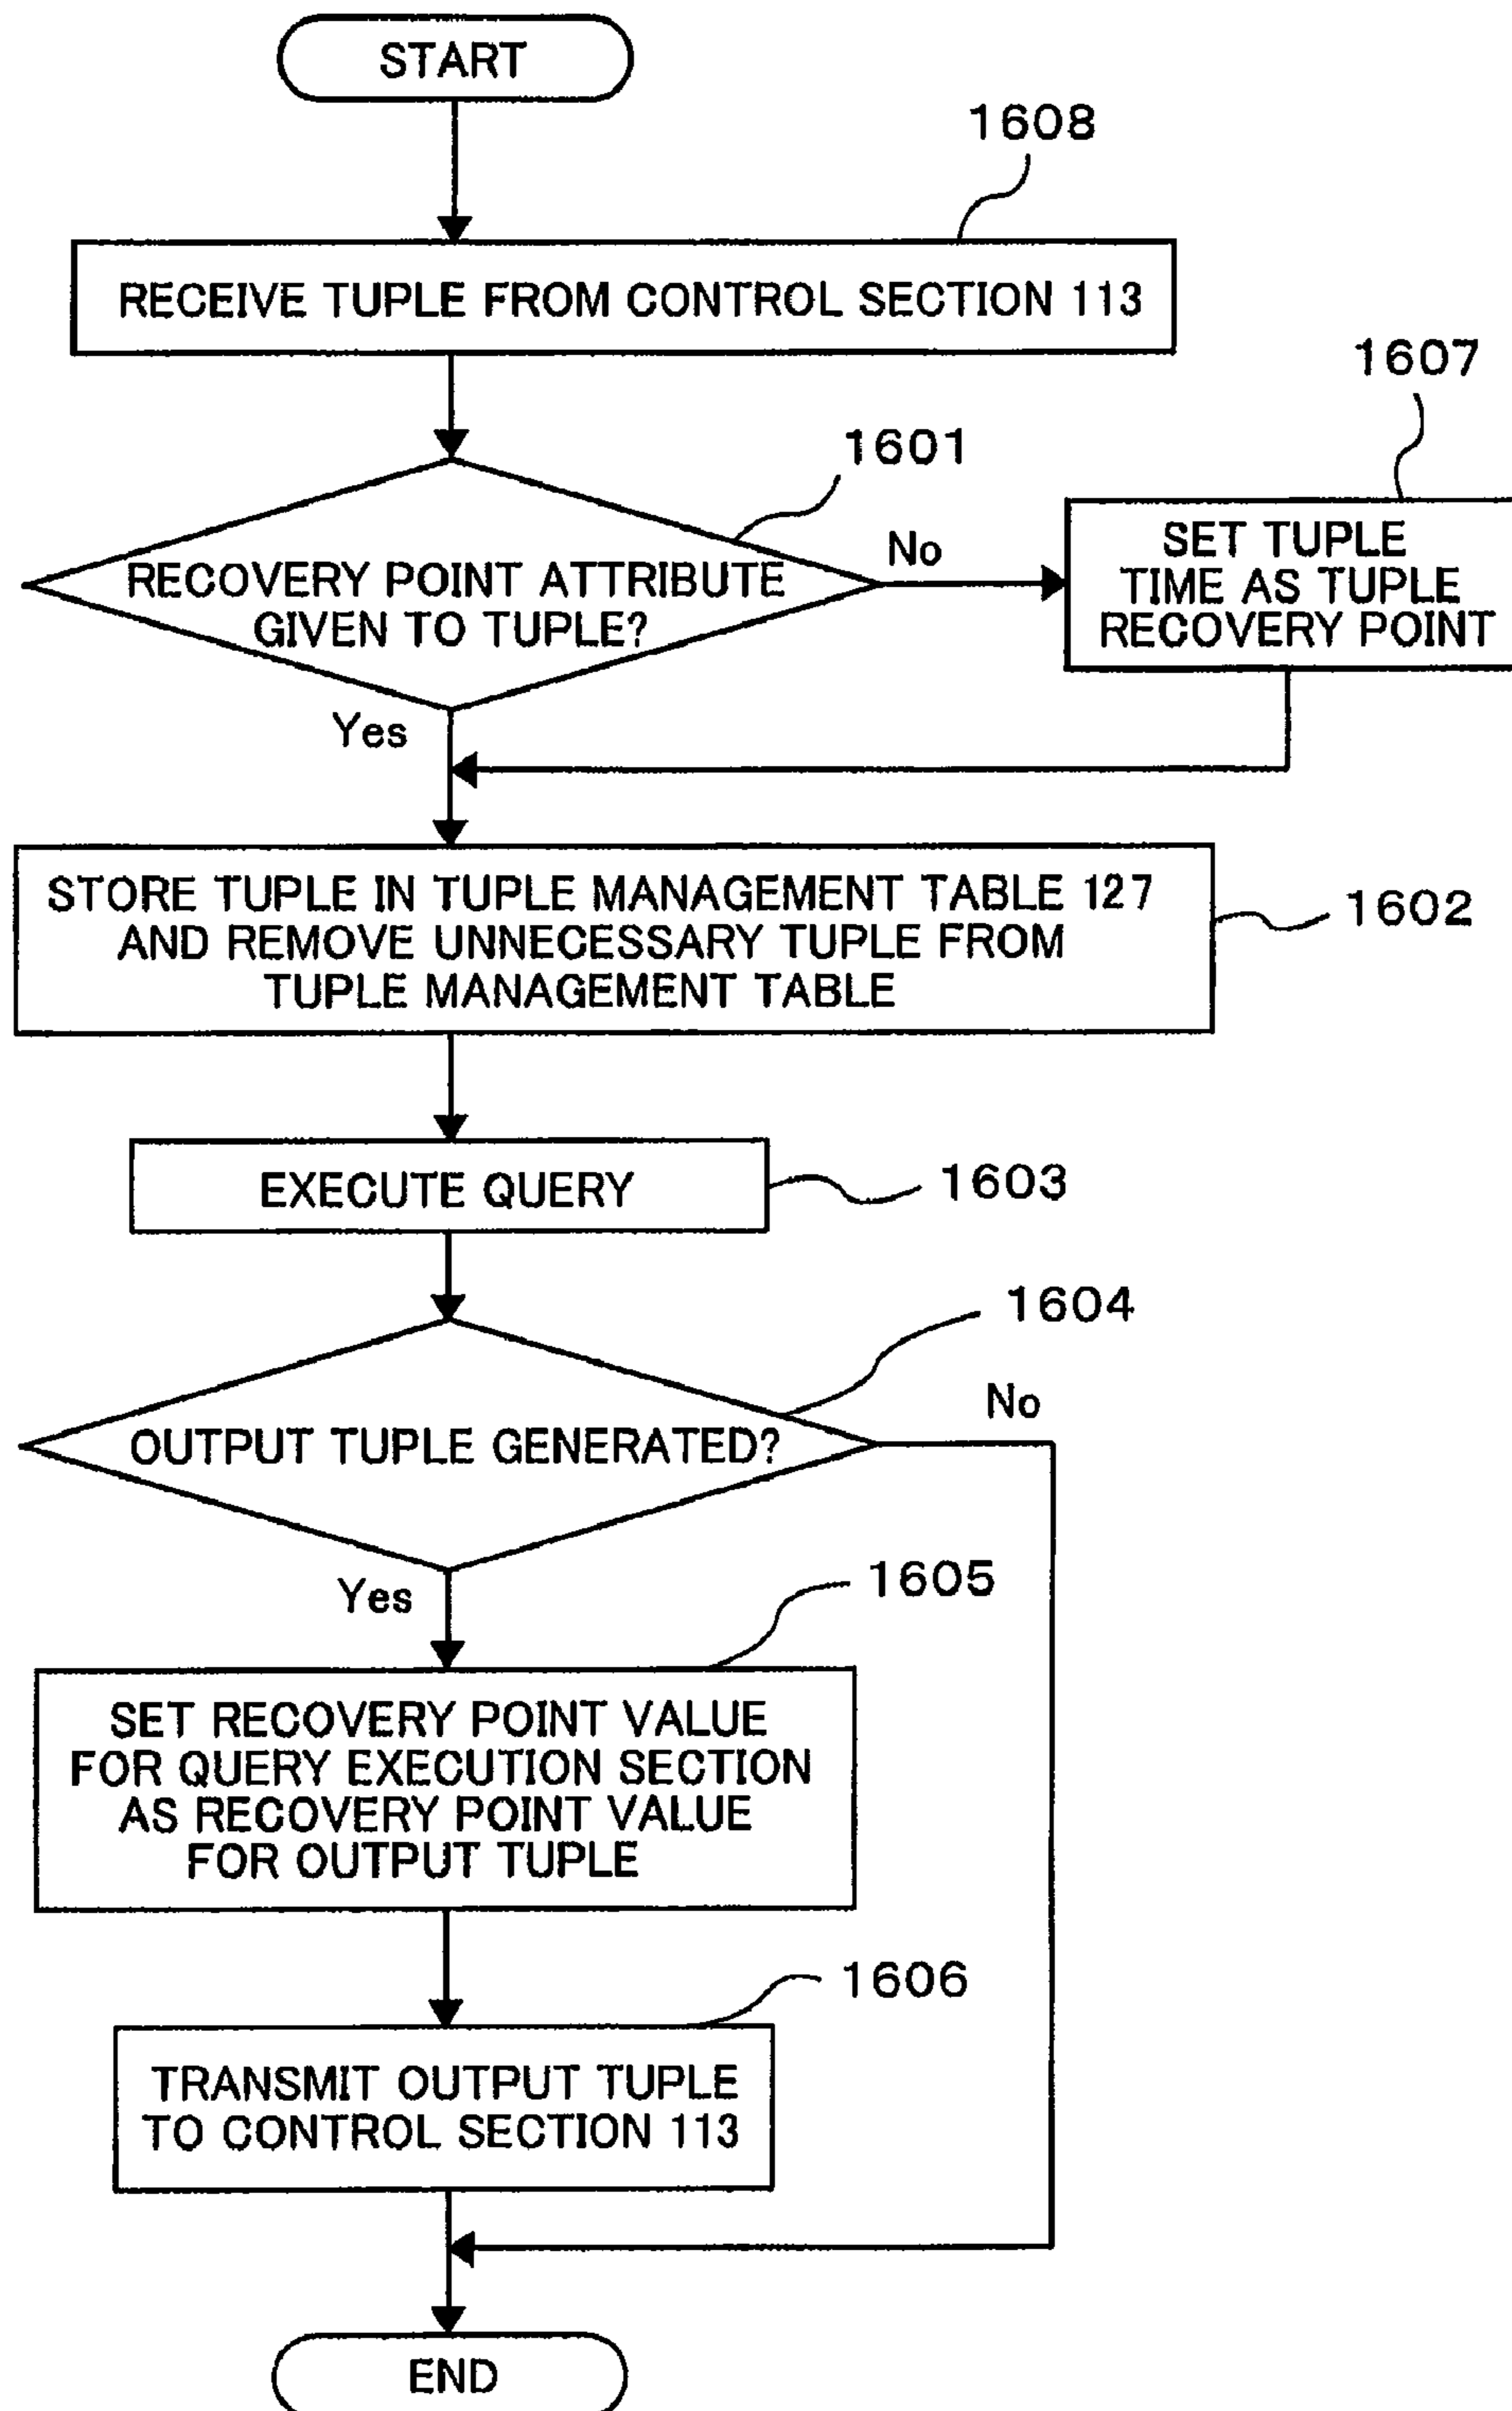 START
1608
RECEIVE TUPLE FROM CONTROL SECTION 113
1607
1601
RECOVERY POINT ATTRIBUTE
GIVEN TO TUPLE?
No
SET TUPLE
TIME AS TUPLE
RECOVERY POINT
Yes
STORE TUPLE IN TUPLE MANAGEMENT TABLE 127
AND REMOVE UNNECESSARY TUPLE FROM
TUPLE MANAGEMENT TABLE
1602
EXECUTE QUERY
1603
1604
OUTPUT TUPLE GENERATED?
No
Yes
1605
SET RECOVERY POINT VALUE
FOR QUERY EXECUTION SECTION
AS RECOVERY POINT VALUE
FOR OUTPUT TUPLE
1606
TRANSMIT OUTPUT TUPLE
TO CONTROL SECTION 113
END